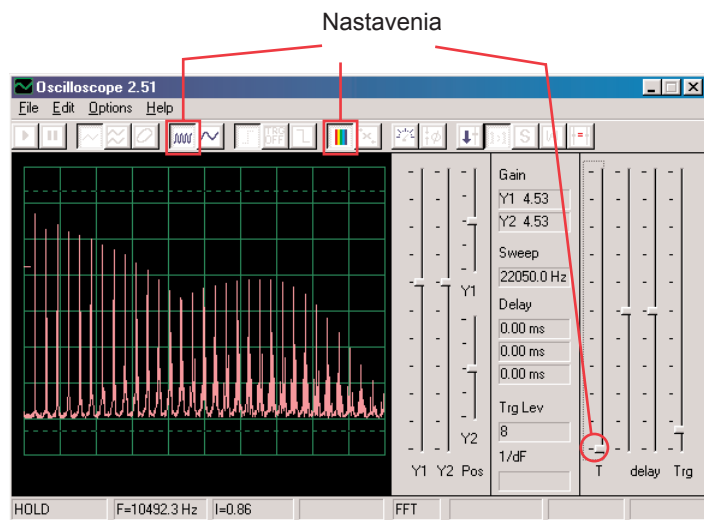 Nastavenia
Oscilloscope 2.51
File Edit Options Help
TRG OFF
S
Gain
Y1 4.53
Y2 4.53
Sweep
22050.0 Hz
Y1
Delay
0.00 ms
0.00 ms
0.00 ms
Trg Lev
8
Y2
1/dF
Y1 Y2 Pos
T delay Trg
HOLD F=10492.3 Hz I=0.86 FFT